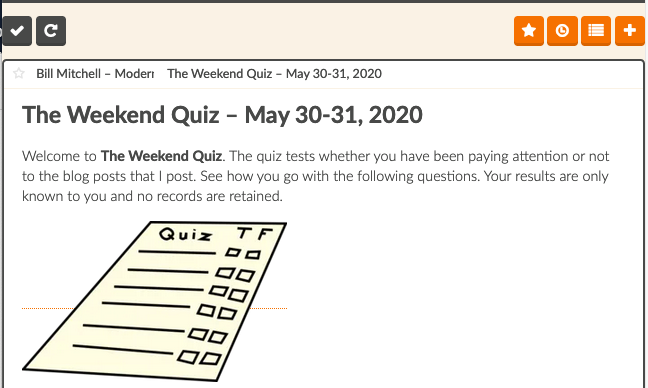 Bill Mitchell – Moderr The Weekend Quiz – May 30-31, 2020
The Weekend Quiz – May 30-31, 2020
Welcome to The Weekend Quiz. The quiz tests whether you have been paying attention or not
to the blog posts that I post. See how you go with the following questions. Your results are only
known to you and no records are retained.
Quiz T F